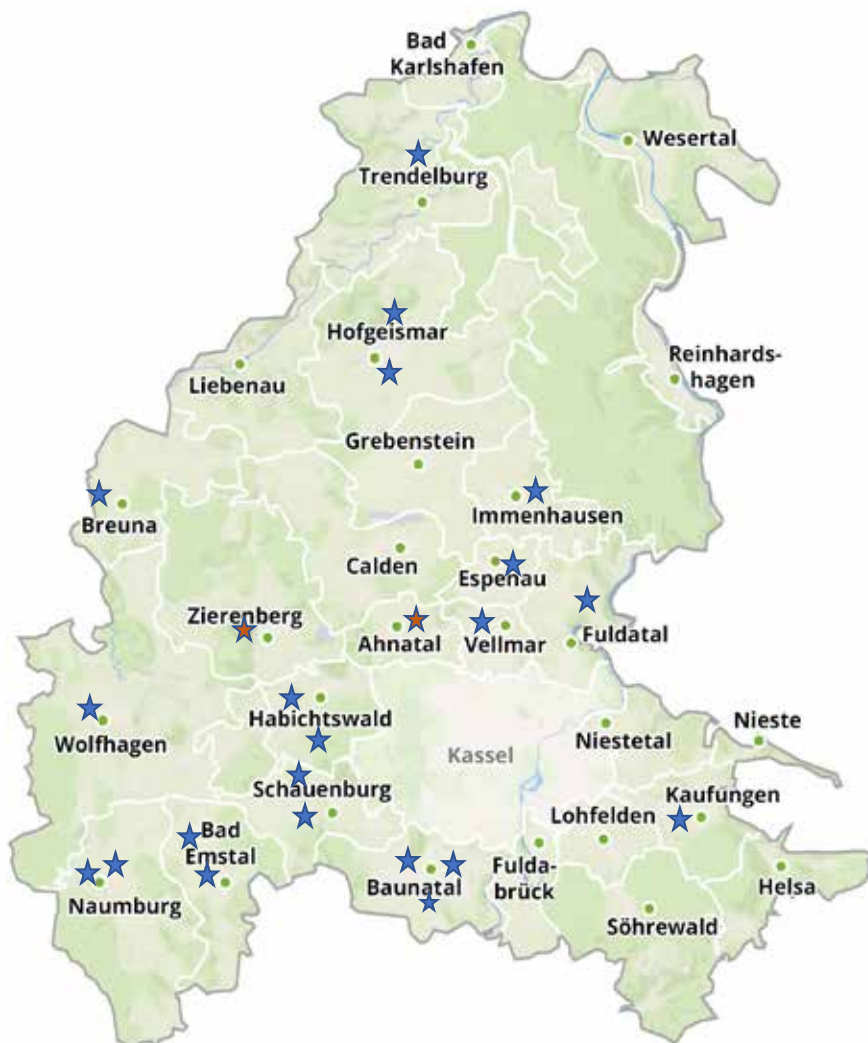 Bad
Karlshafen
Wesertal
Trendelburg
Hofgeismar
Reinhards-
hagen
Liebenau
Grebenstein
Immenhausen
Breuna
Calden
Espenau
Zierenberg
Ahnatal
Vellmar
Fuldatal
Habichtswald
Wolfhagen
Nieste
Niestetal
Kassel
Schauenburg
Kaufungen
Lohfelden
Bad
Emstal
Baunatal
Fulda-
brück
Helsa
Naumburg
Söhrewald